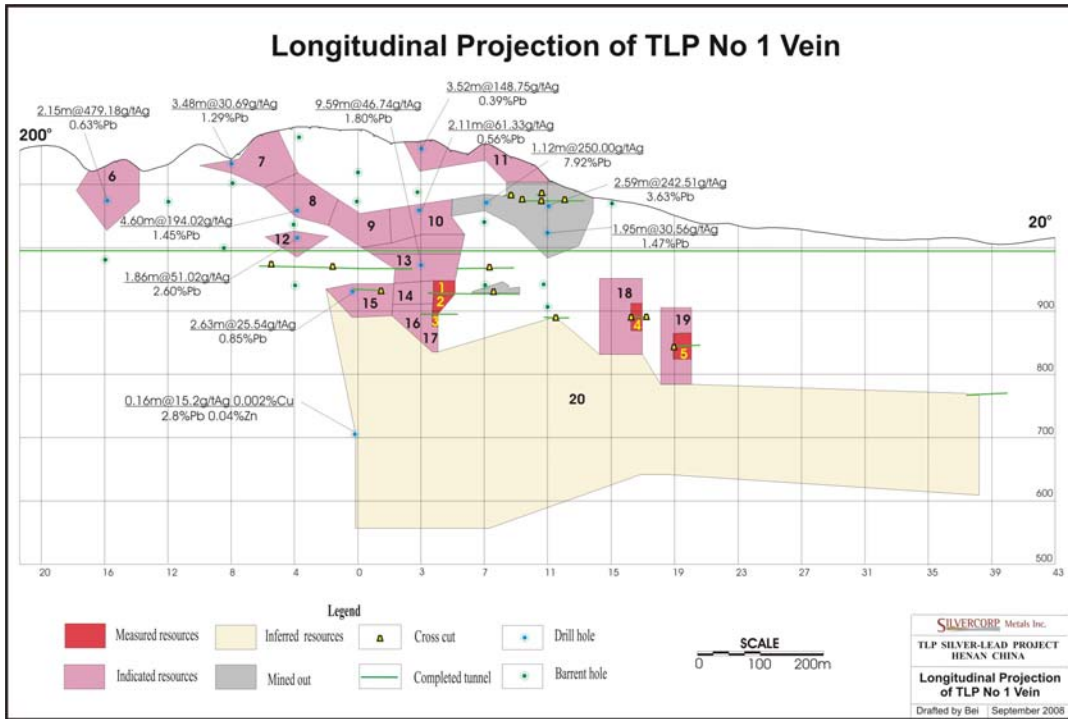 Longitudinal Projection of TLP No 1 Vein
3.52m@148.75g/tAg
0.39%Pb
2.15m@479.18g/tAg
0.63%Pb
3.48m@30.69g/tAg
1.29%Pb
9.59m@46.74g/tAg
1.80%Pb
2.11m@61.33g/tAg
0.56%Pb
1.12m@250.00g/tAg
7.92%Pb
2.59m@242.51g/tAg
3.63%Pb
200°
20°
4.60m@194.02g/tAg
1.45%Pb
1.95m@30.56g/tAg
1.47%Pb
1.86m@51.02g/tAg
2.60%Pb
2.63m@25.54g/tAg
0.85%Pb
0.16m@15.2g/tAg 0.002%Cu
2.8%Pb 0.04%Zn
6
7
11
8
9
10
12
13
1
2
14
15
3
16
17
18
4
19
5
20
900
800
700
600
500
20 16 12 8 4 0 3 7 11 15 19 23 27 31 35 39 43
Legend
Measured resources
Inferred resources
Cross cut
Drill hole
Indicated resources
Mined out
Completed tunnel
Barrent hole
SCALE
0 100 200m
SILVERCORP Metals Inc.
TLP SILVER-LEAD PROJECT
HENAN CHINA
Longitudinal Projection
of TLP No 1 Vein
Drafted by Bei September 2008